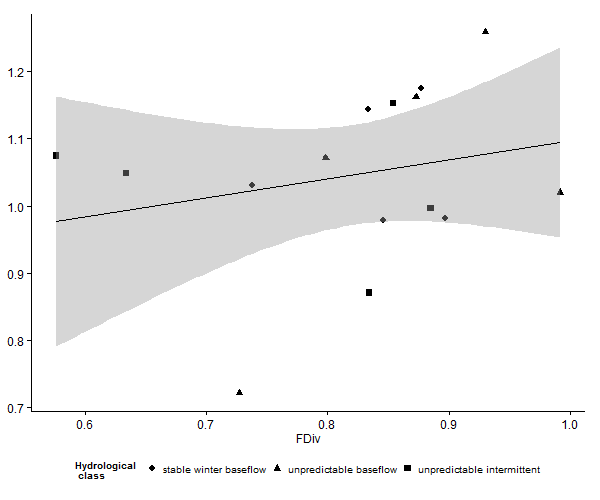 1.2
1.1
1.0
0.9
0.8
0.7
0.6 0.7 0.8 0.9 1.0
FDiv
Hydrological
class
stable winter baseflow unpredictable baseflow unpredictable intermittent